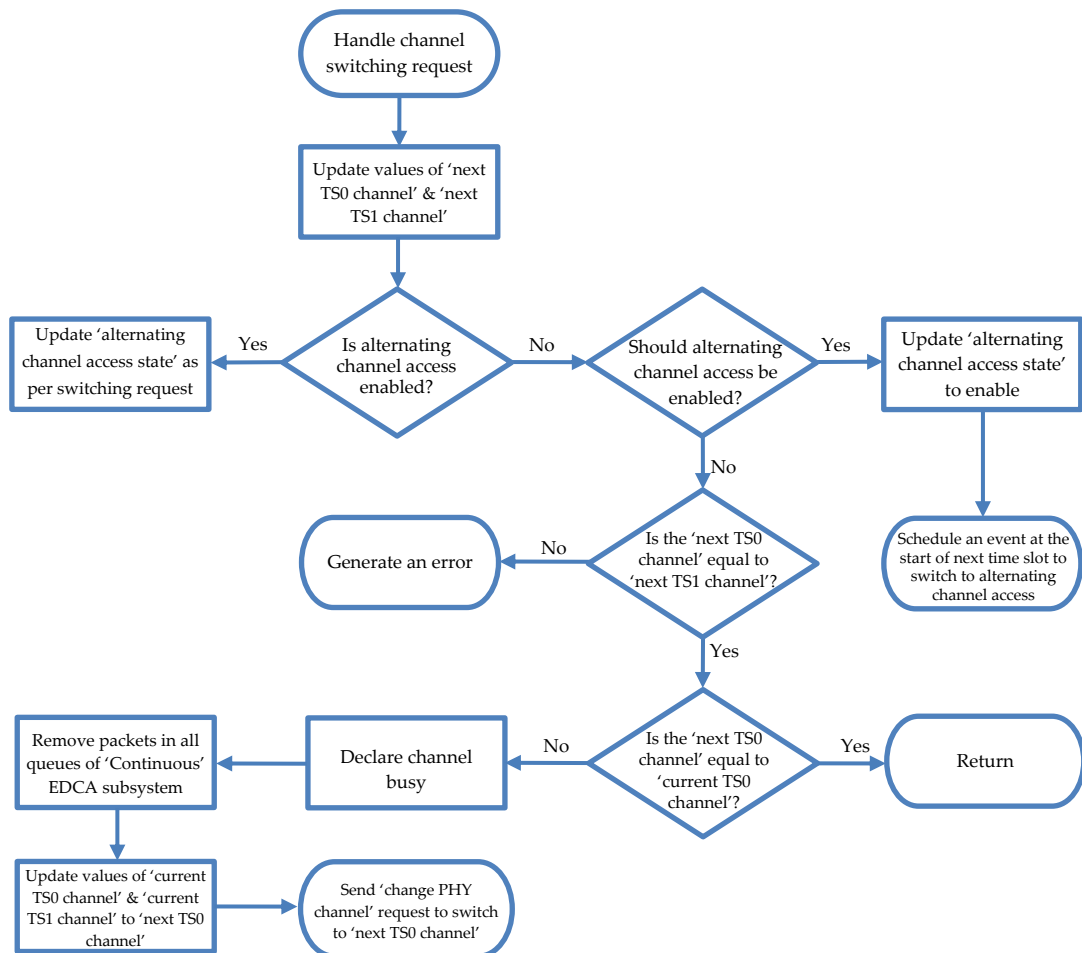 Handle channel
switching request
Update values of ‘next
TS0 channel’ & ‘next
TS1 channel’
Update ‘alternating
channel access state’ as
per switching request
Yes
Is alternating
channel access
enabled?
No
Should alternating
channel access be
enabled?
Yes
Update ‘alternating
channel access state’
to enable
No
Generate an error
No
Is the ‘next TS0
channel’ equal to
‘next TS1 channel’?
Schedule an event at the
start of next time slot to
switch to alternating
channel access
Yes
Remove packets in all
queues of ‘Continuous’
EDCA subsystem
Declare channel
busy
No
Is the ‘next TS0
channel’ equal to
‘current TS0
channel’?
Yes
Return
Update values of ‘current
TS0 channel’ & ‘current
TS1 channel’ to ‘next TS0
channel’
Send ‘change PHY
channel’ request to switch
to ‘next TS0 channel’